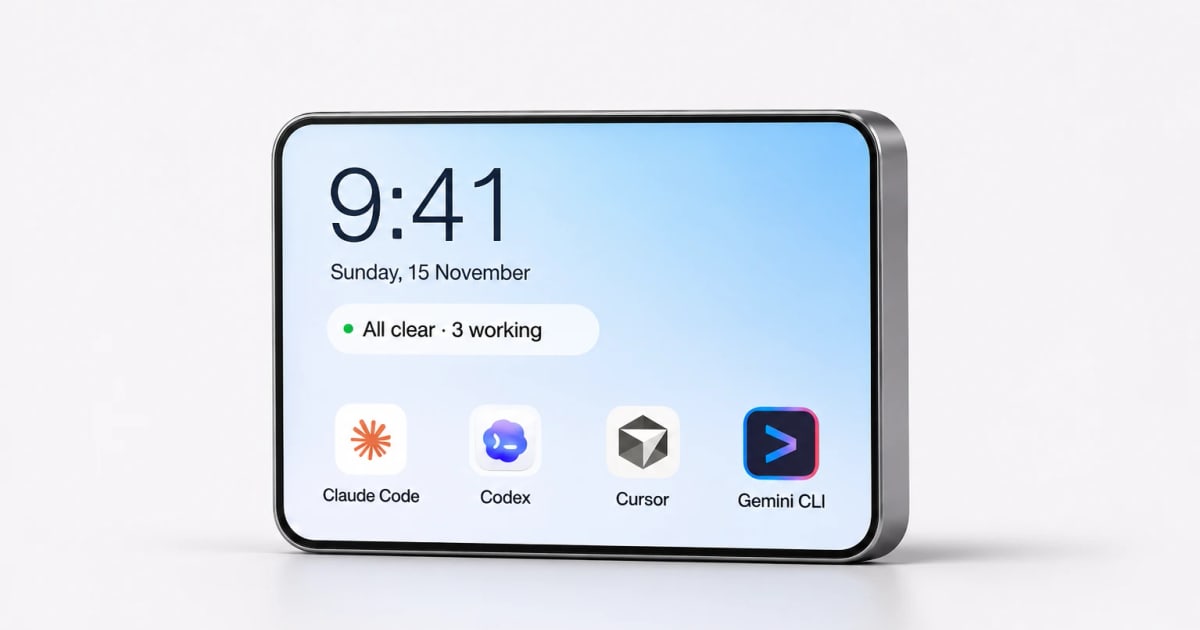 9:41
Sunday, 15 November
All clear · 3 working
Claude Code
Codex
Cursor
Gemini CLI